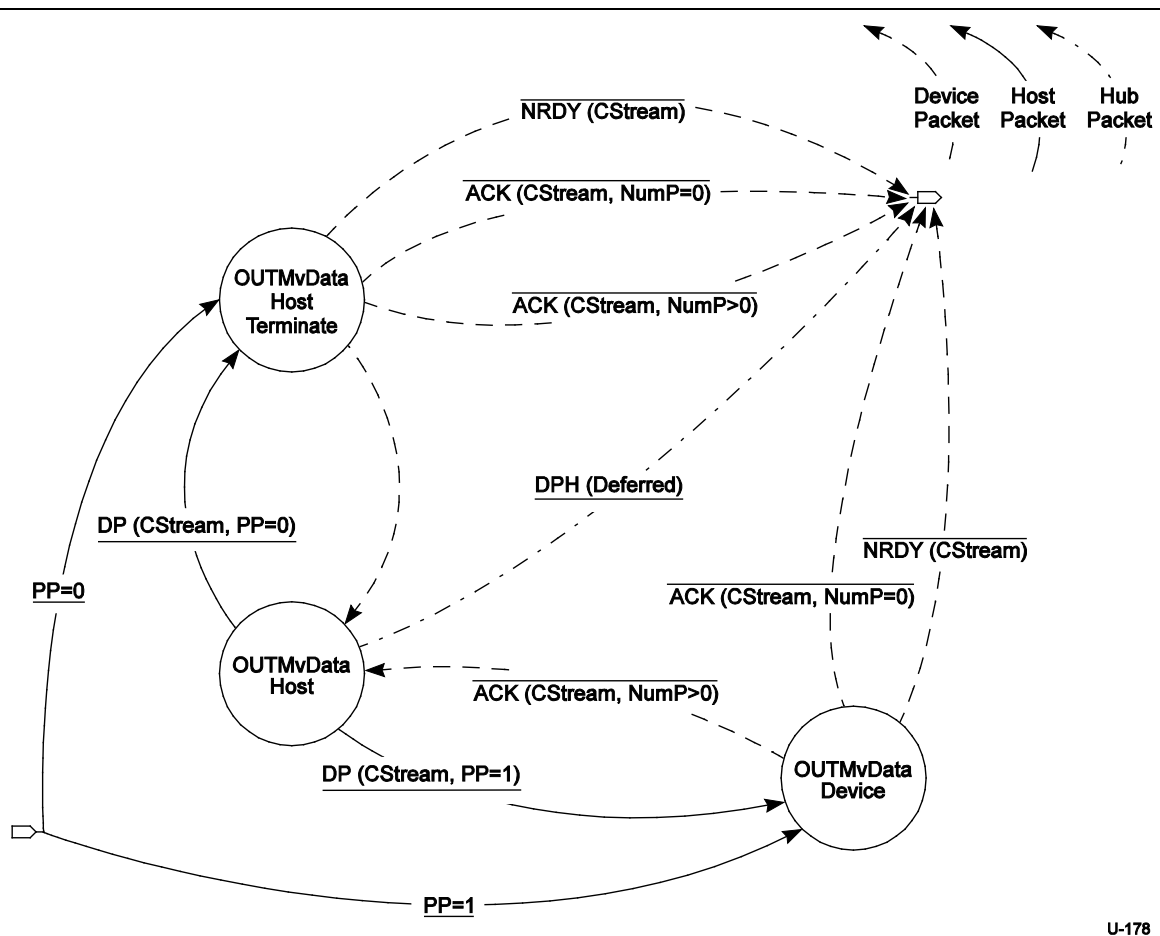 Device
Packet
Host
Packet
Hub
Packet
NRDY (CStream)
ACK (CStream, NumP=0)
ACK (CStream, NumP>0)
OUTMvData
Host
Terminate
DPH (Deferred)
DP (CStream, PP=0)
NRDY (CStream)
PP=0
ACK (CStream, NumP=0)
OUTMvData
Host
ACK (CStream, NumP>0)
DP (CStream, PP=1)
OUTMvData
Device
PP=1
U-178